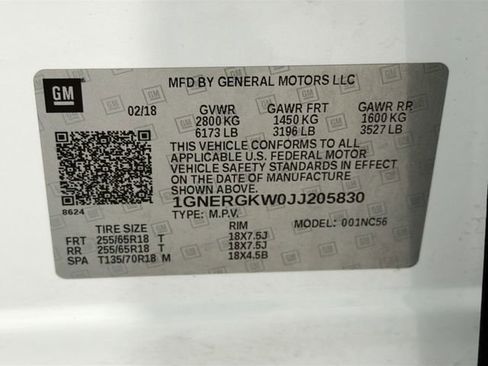 GM
MFD BY GENERAL MOTORS LLC
02/18 GVWR GAWR FRT GAWR RR
2800 KG 1450 KG 1600 KG
6173 LB 3196 LB 3527 LB
THIS VEHICLE CONFORMS TO ALL
APPLICABLE U.S. FEDERAL MOTOR
VEHICLE SAFETY STANDARDS IN EFFECT
ON THE DATE OF MANUFACTURE
SHOWN ABOVE.
8624
1GNERGKW0JJ205830
TYPE: M.P.V. MODEL: 001NC56
TIRE SIZE RIM
FRT 255/65R18 T 18X7.5J
RR 255/65R18 T 18X7.5J
SPA T135/70R18 M 18X4.5B